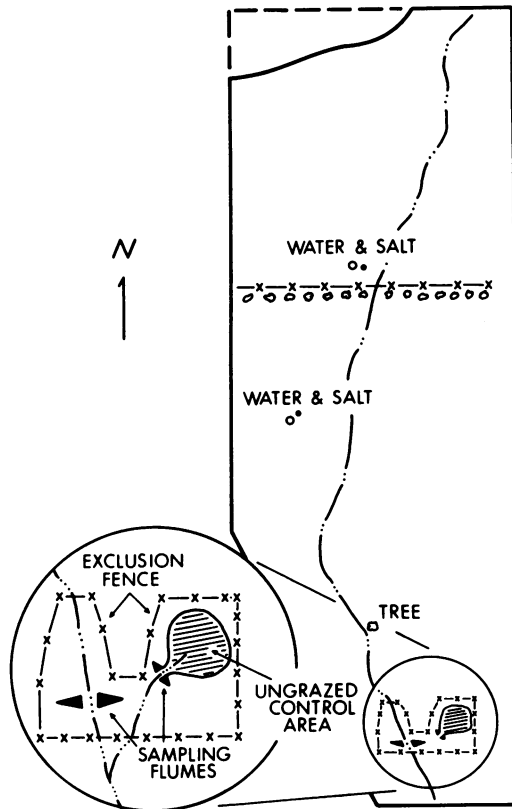 N
WATER & SALT
WATER & SALT
EXCLUSION
FENCE
TREE
UNGRAZED
CONTROL
AREA
SAMPLING
FLUMES